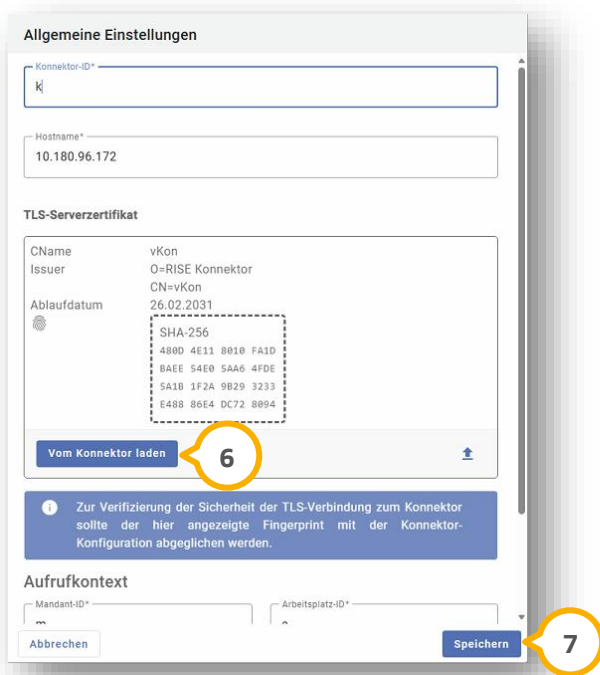 Allgemeine Einstellungen
Konnektor-ID*
k
Hostname*
10.180.96.172
TLS-Serverzertifikat
CName vKon
Issuer O=RISE Konnektor
CN=vKon
Ablaufdatum 26.02.2031
SHA-256
480D 4E11 8010 FA1D
BAEE 54E0 5AA6 4FDE
5A1B 1F2A 9B29 3233
E488 86E4 DC72 8094
Vom Konnektor laden
6
Zur Verifizierung der Sicherheit der TLS-Verbindung zum Konnektor
sollte der hier angezeigte Fingerprint mit der Konnektor-
Konfiguration abgeglichen werden.
Aufrufkontext
Mandant-ID* Arbeitsplatz-ID*
Abbrechen Speichern
7